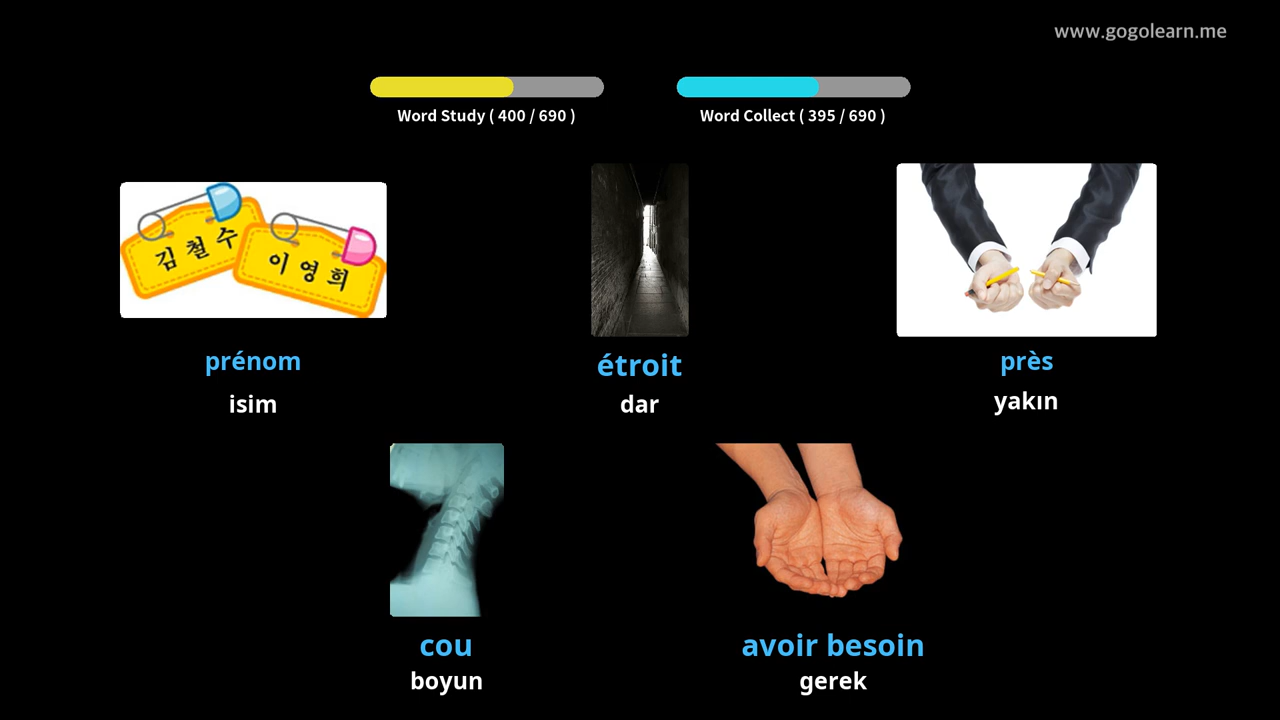 www.gogolearn.me
Word Study ( 400 / 690 )
Word Collect ( 395 / 690 )
김철수
이영희
prénom
isim
étroit
dar
près
yakın
cou
boyun
avoir besoin
gerek